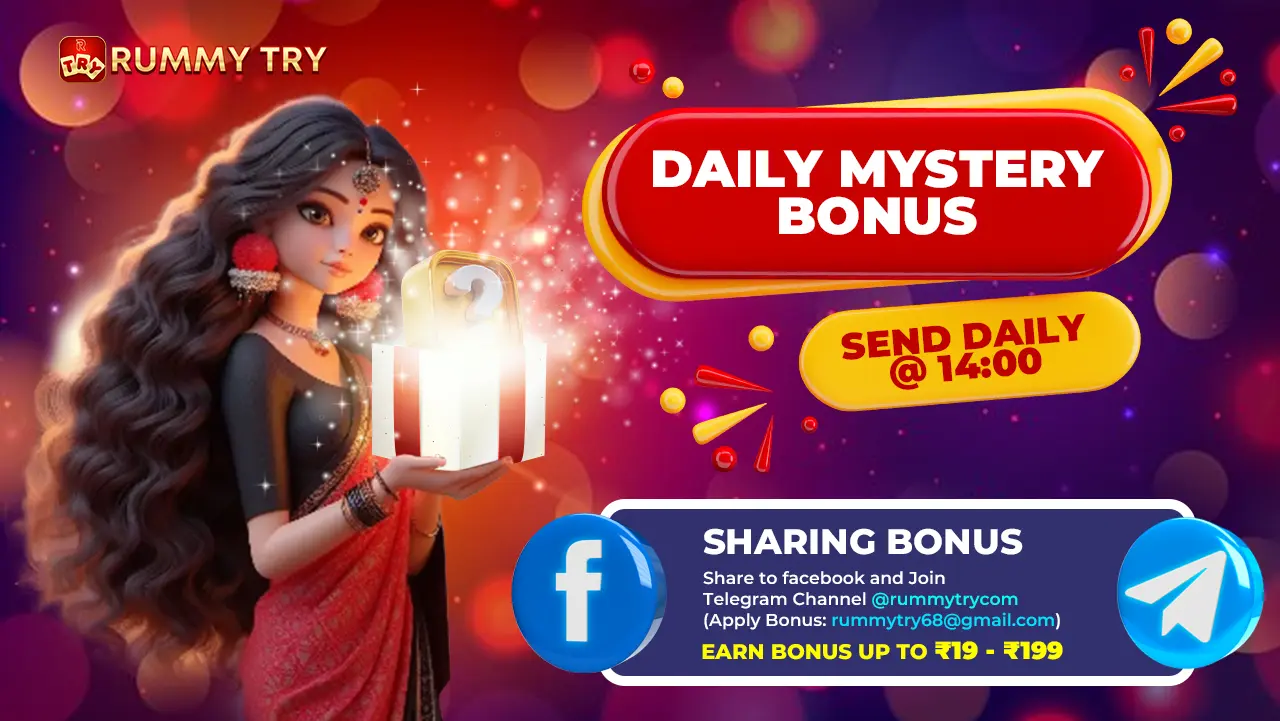 RUMMY TRY
R
TRY
DAILY MYSTERY
BONUS
SEND DAILY
@ 14:00
SHARING BONUS
Share to facebook and Join
Telegram Channel @rummytrycom
(Apply Bonus: rummytry68@gmail.com)
EARN BONUS UP TO ₹19 - ₹199